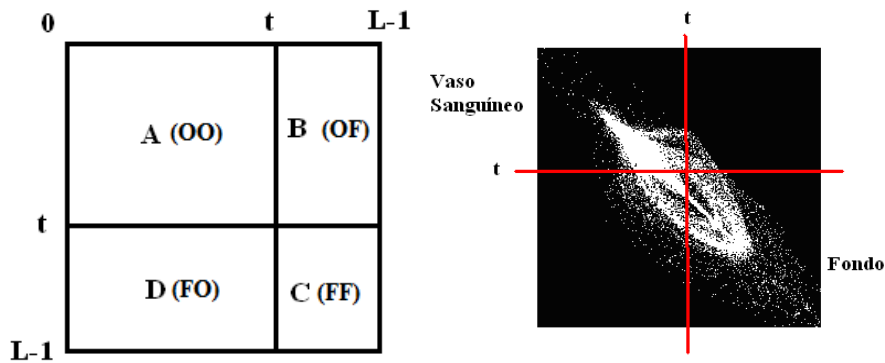 0 t L-1
A (OO) B (OF)
t
D (FO) C (FF)
L-1
t
Vaso
Sanguíneo
t
Fondo